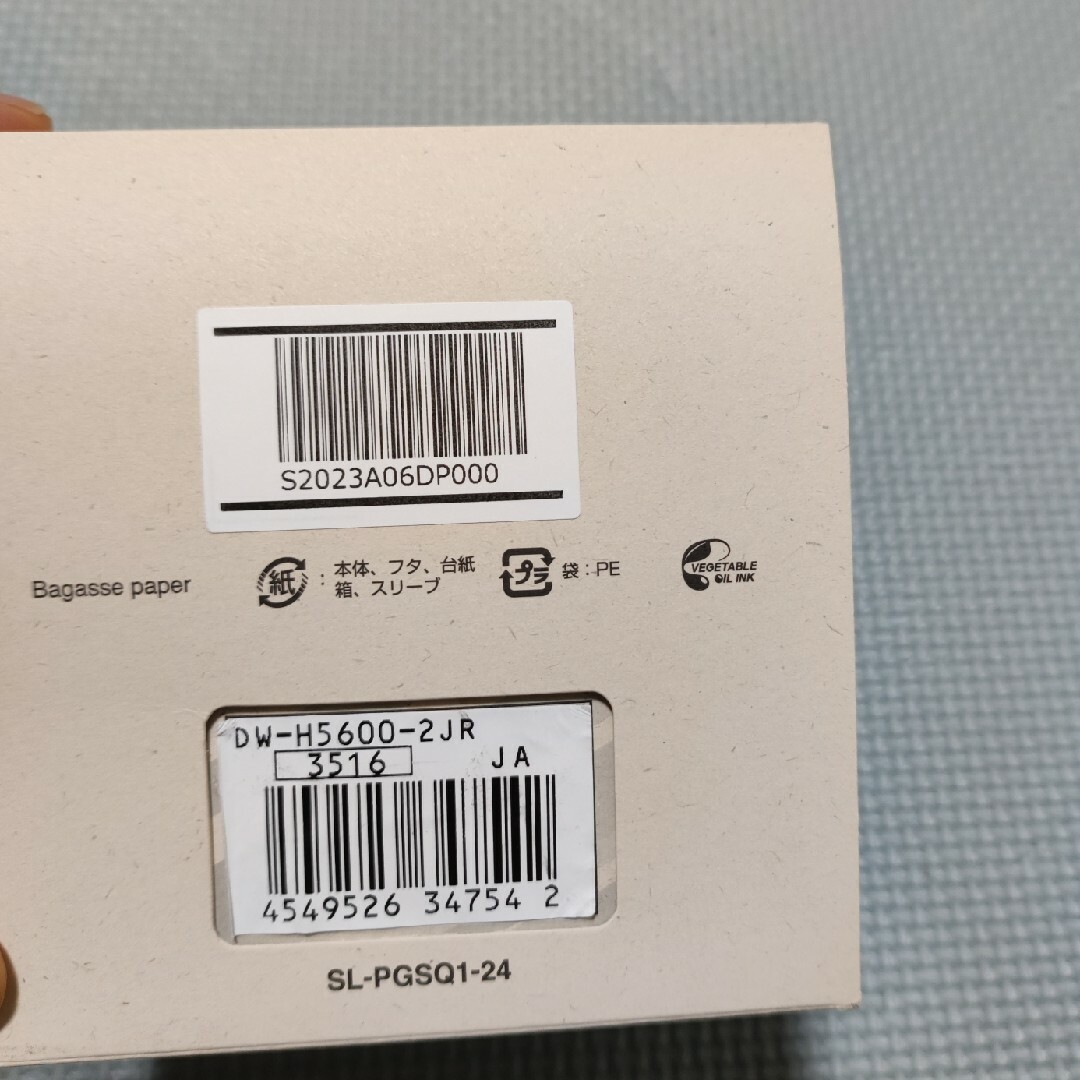 S2023A06DP000
Bagasse paper
紙 : 本体、フタ、台紙
箱、スリーブ
プラ 袋 : PE
VEGETABLE
OIL INK
DW-H5600-2JR
3516 JA
4549526 34754 2
SL-PGSQ1-24